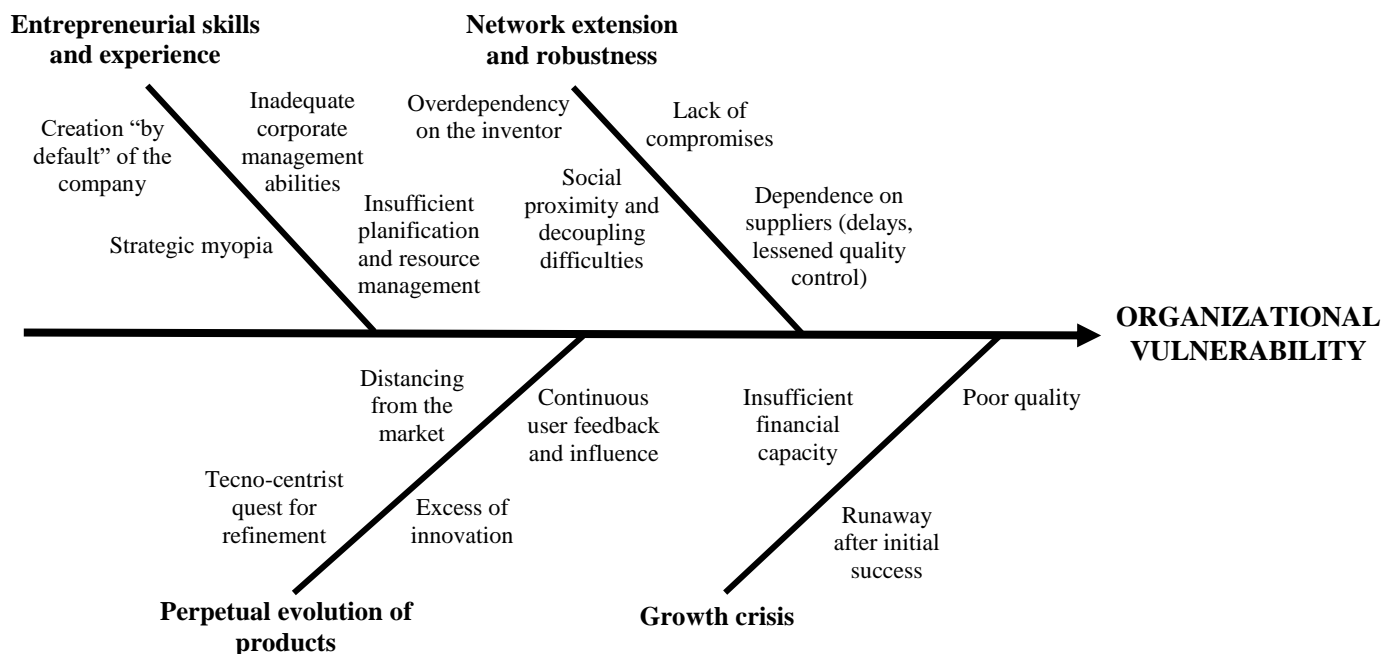 Entrepreneurial skills
and experience
Network extension
and robustness
Creation “by
default” of the
company
Inadequate
corporate
management
abilities
Strategic myopia
Insufficient
planification
and resource
management
Overdependency
on the inventor
Lack of
compromises
Social
proximity and
decoupling
difficulties
Dependence on
suppliers (delays,
lessened quality
control)
ORGANIZATIONAL
VULNERABILITY
Distancing
from the
market
Continuous
user feedback
and influence
Tecno-centrist
quest for
refinement
Excess of
innovation
Insufficient
financial
capacity
Poor quality
Runaway
after initial
success
Perpetual evolution of
products
Growth crisis